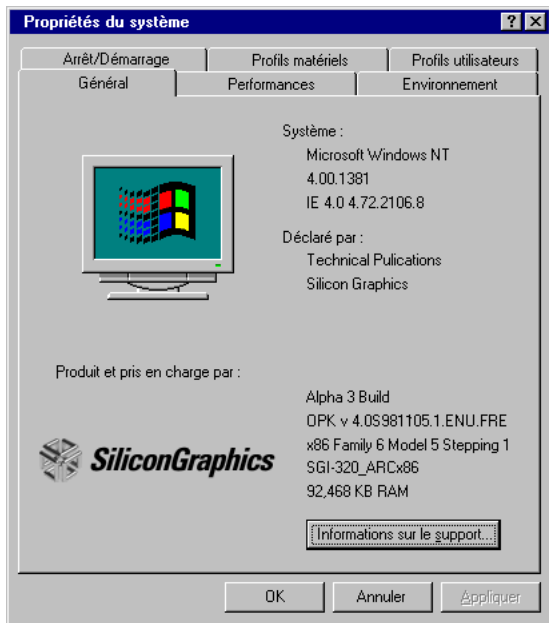 Propriétés du système
Arrêt/Démarrage Profils matériels Profils utilisateurs
Général Performances Environnement
Système :
Microsoft Windows NT
4.00.1381
IE 4.0 4.72.2106.8
Déclaré par :
Technical Pulications
Silicon Graphics
Produit et pris en charge par :
Alpha 3 Build
OPK v 4.0S981105.1.ENU.FRE
x86 Family 6 Model 5 Stepping 1
SiliconGraphics
SGI-320_ARCx86
92,468 KB RAM
Informations sur le support...
OK Annuler Appliquer